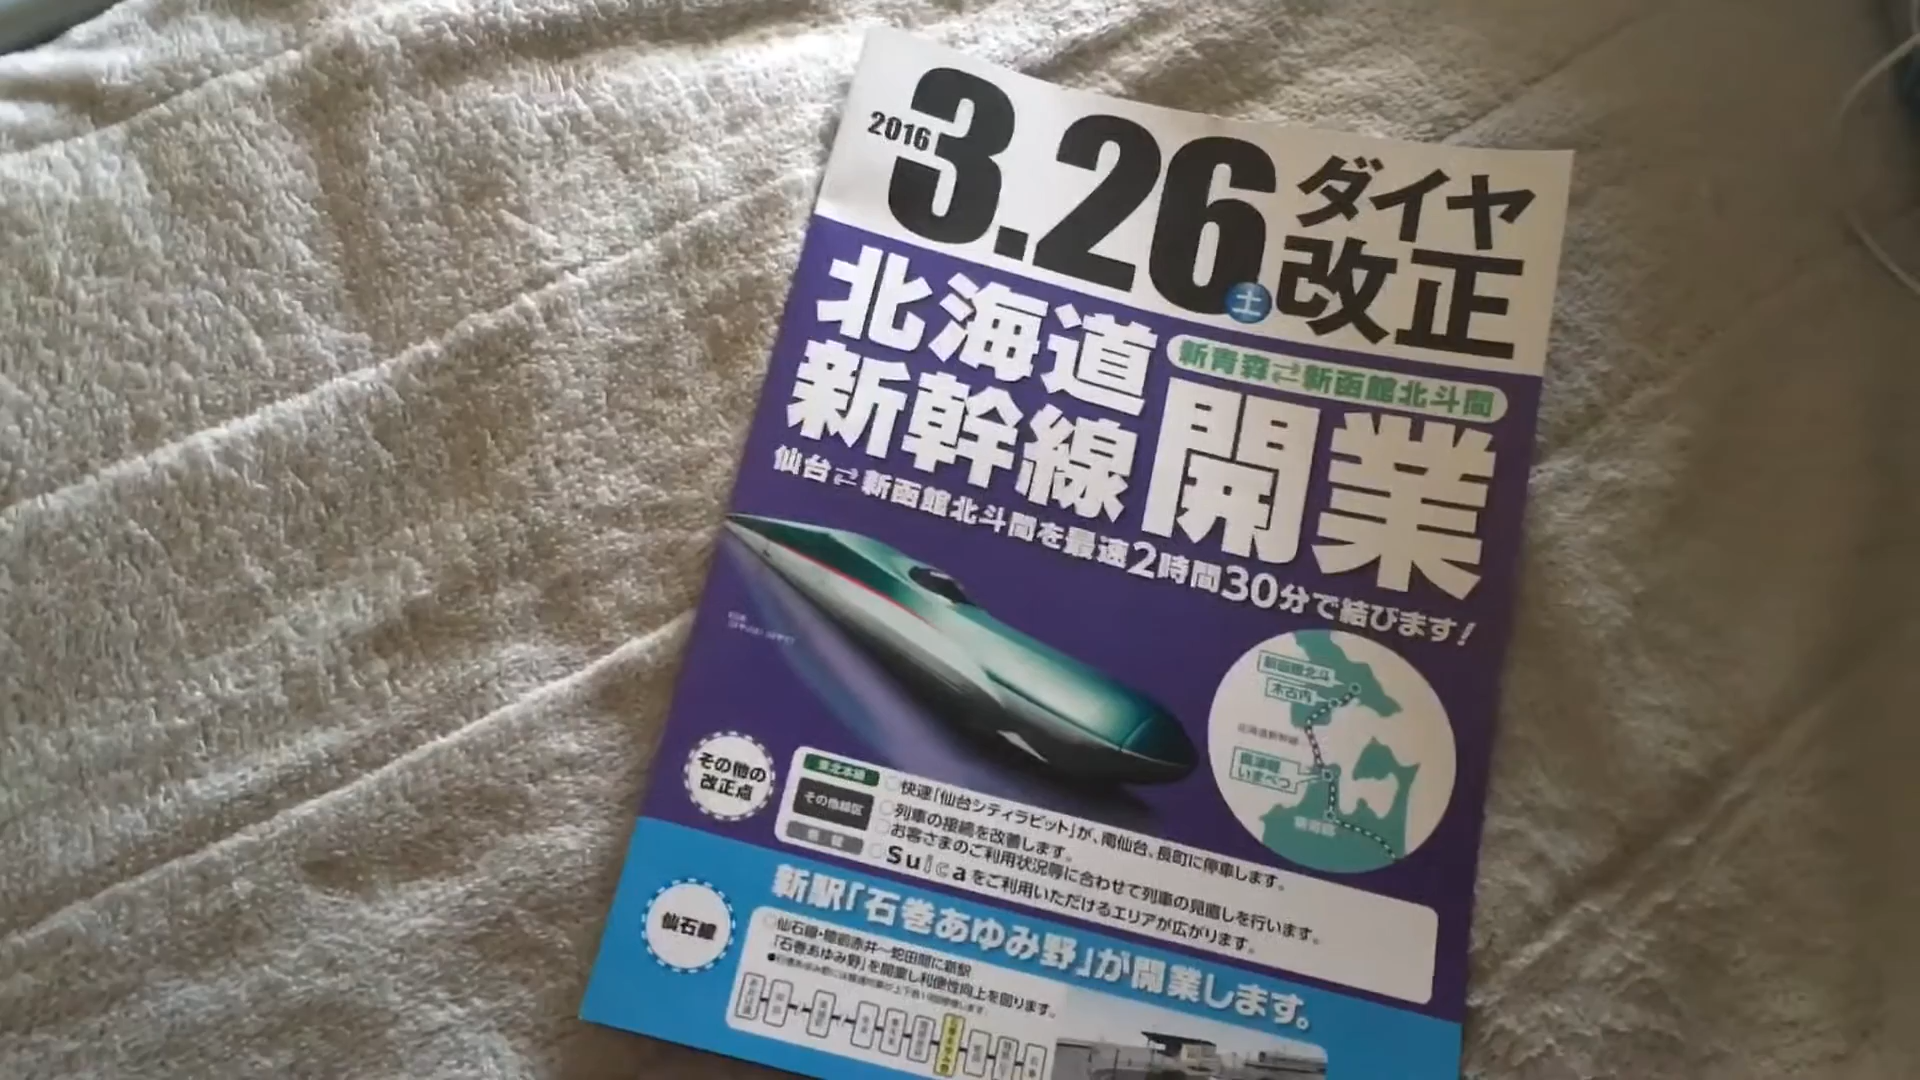 2016
3.26
土
ダイヤ
改正
北海道
新幹線
開業
新青森⇄新函館北斗間
仙台⇄新函館北斗間を最速2時間30分で結びます!
新函館北斗
木古内
北海道新幹線
奥津軽
いまべつ
新青森
その他の
改正点
東北本線
快速「仙台シティラビット」が、南仙台、長町に停車します。
その他線区
列車の接続を改善します。
お客さまのご利用状況等に合わせて列車の見直しを行います。
Suicaをご利用いただけるエリアが広がります。
仙石線
新駅「石巻あゆみ野」が開業します。
仙石線・陸前赤井～蛇田間に新駅
「石巻あゆみ野」を開業し利便性向上を図ります。